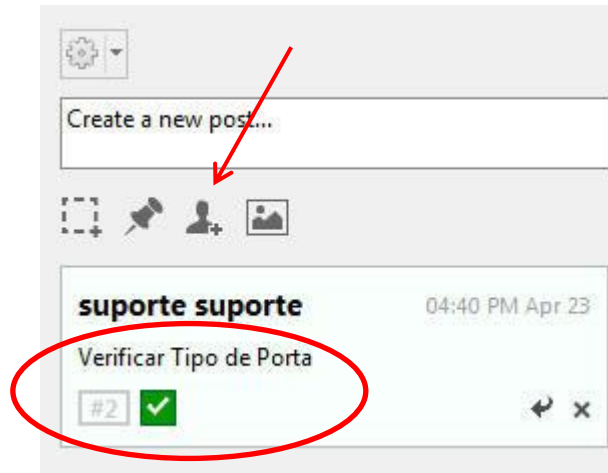 Create a new post...
suporte suporte 04:40 PM Apr 23
Verificar Tipo de Porta
#2